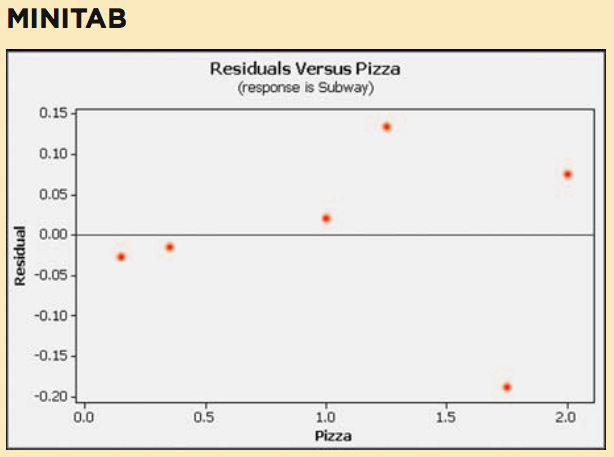 MINITAB
Residuals Versus Pizza
(response is Subway)
0.15
0.10
0.05
0.00
-0.05
-0.10
-0.15
-0.20
Residual
0.0 0.5 1.0 1.5 2.0
Pizza